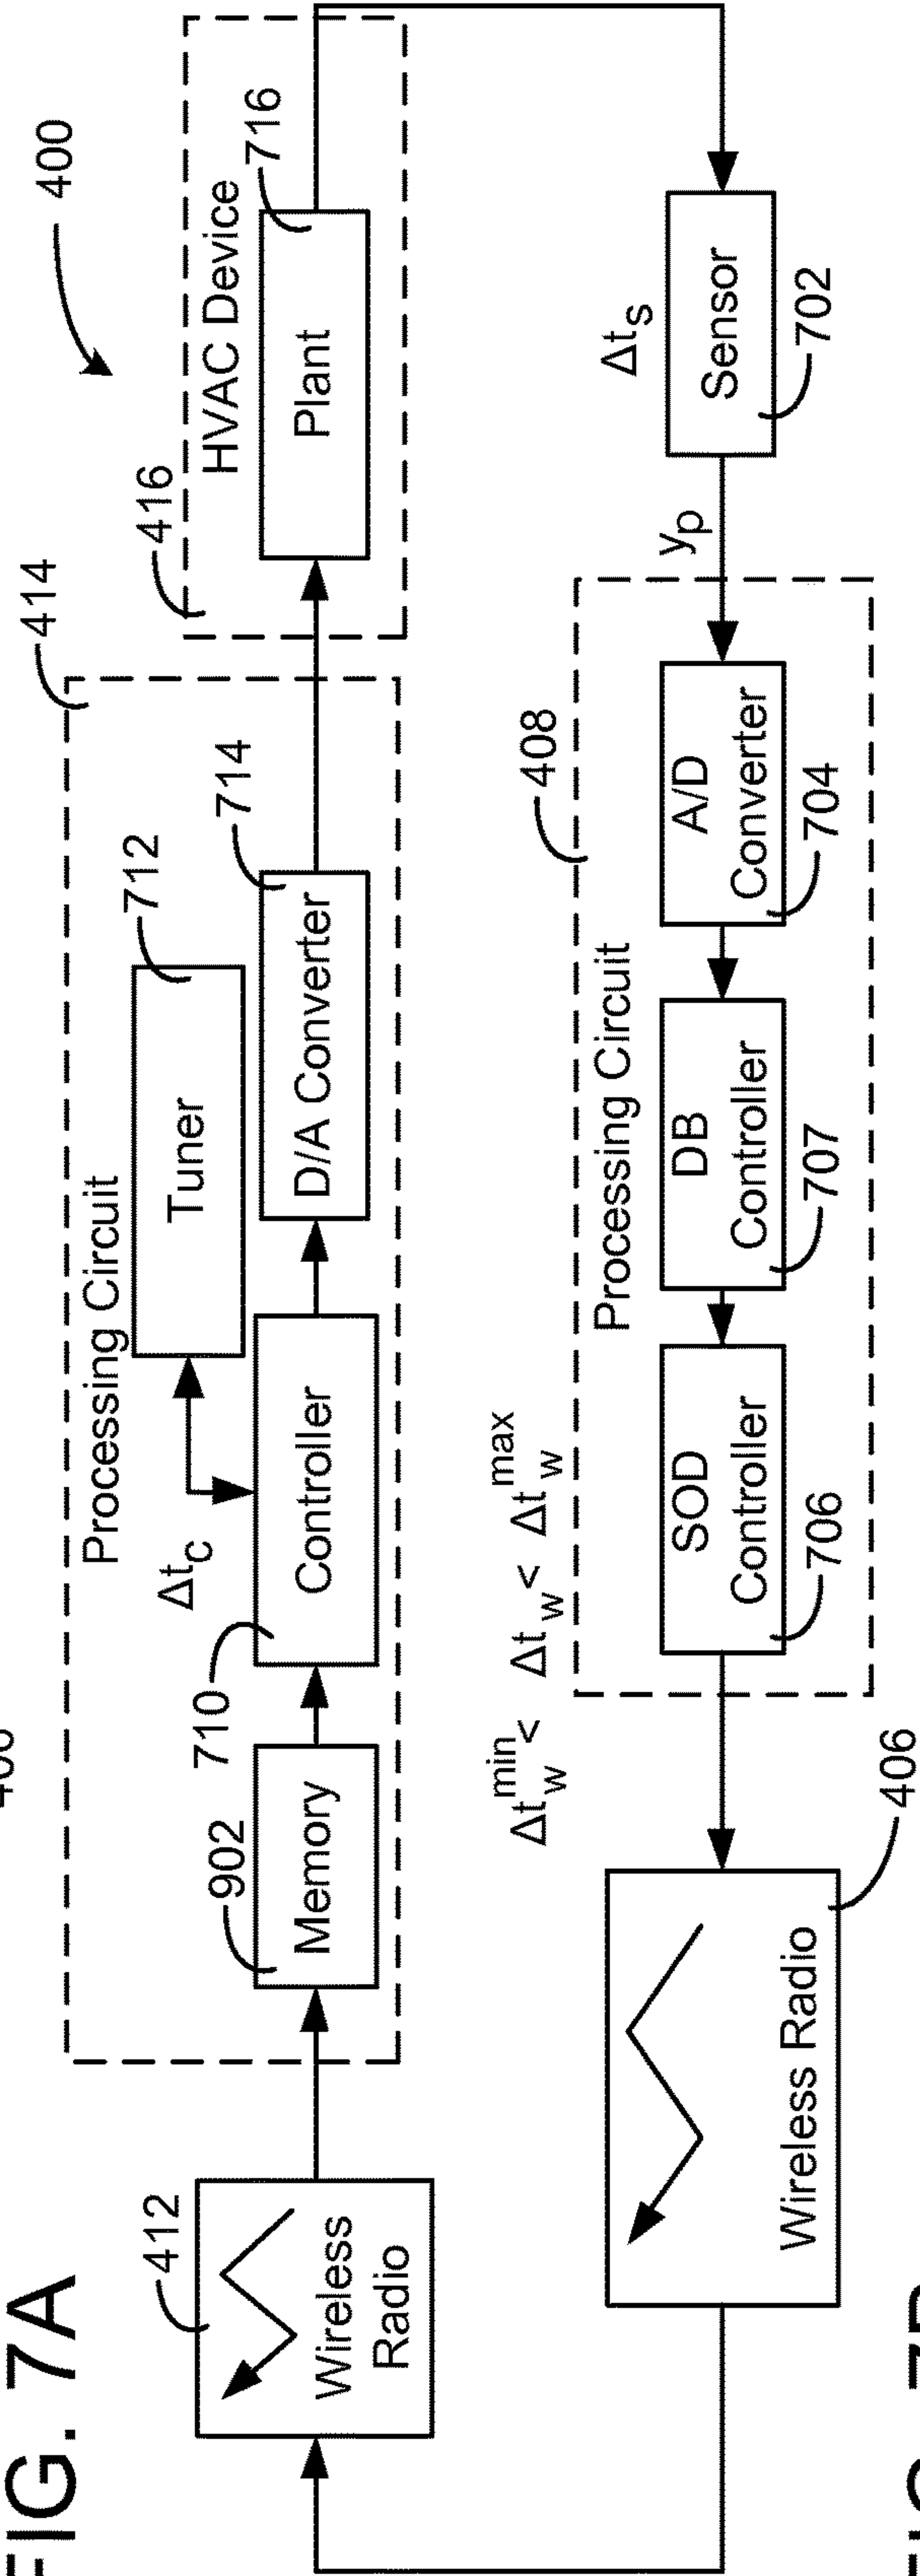 FIG. 7A
400
414
416
Processing Circuit
712
HVAC Device
412
902
710
Δt_c
Tuner
714
716
Wireless
Radio
Memory
Controller
D/A Converter
Plant
Δt_w^min < Δt_w < Δt_w^max
408
Processing Circuit
Δt_s
y_p
Wireless Radio
SOD
Controller
DB
Controller
A/D
Converter
Sensor
406
706
707
704
702